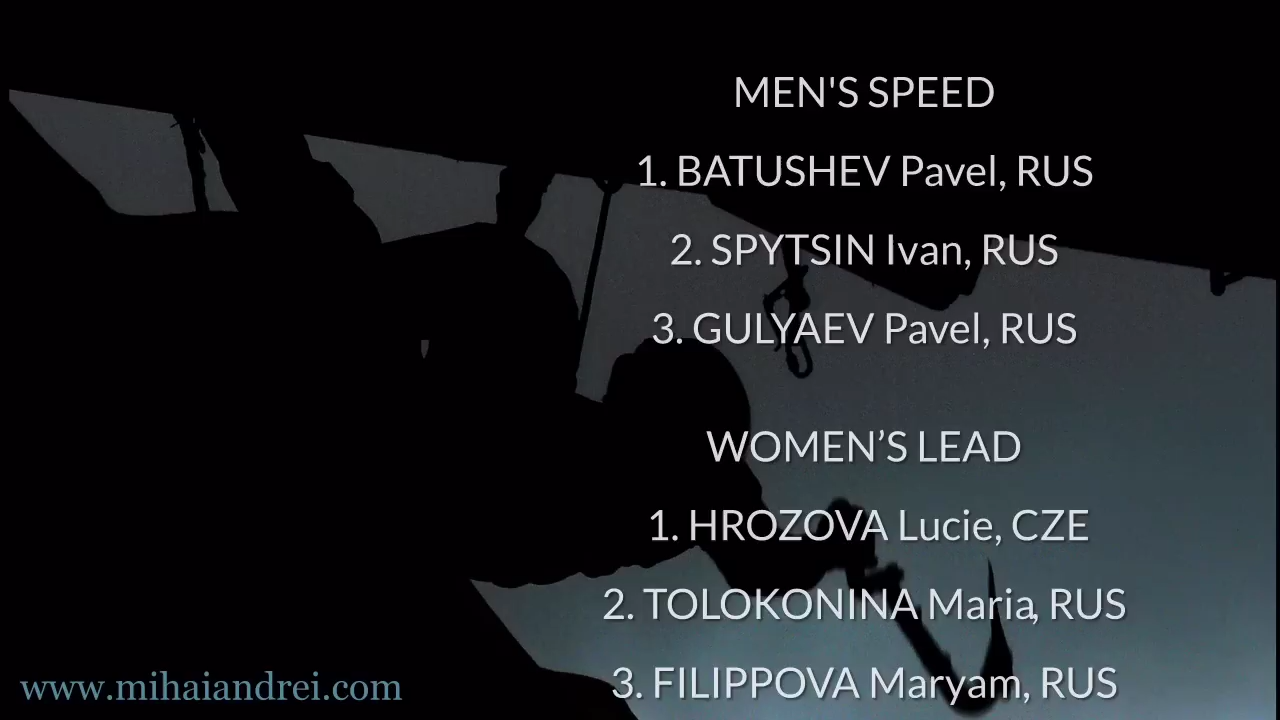 MEN'S SPEED
1. BATUSHEV Pavel, RUS
2. SPYTSIN Ivan, RUS
3. GULYAEV Pavel, RUS
WOMEN’S LEAD
1. HROZOVA Lucie, CZE
2. TOLOKONINA Maria, RUS
3. FILIPPOVA Maryam, RUS
www.mihaiandrei.com